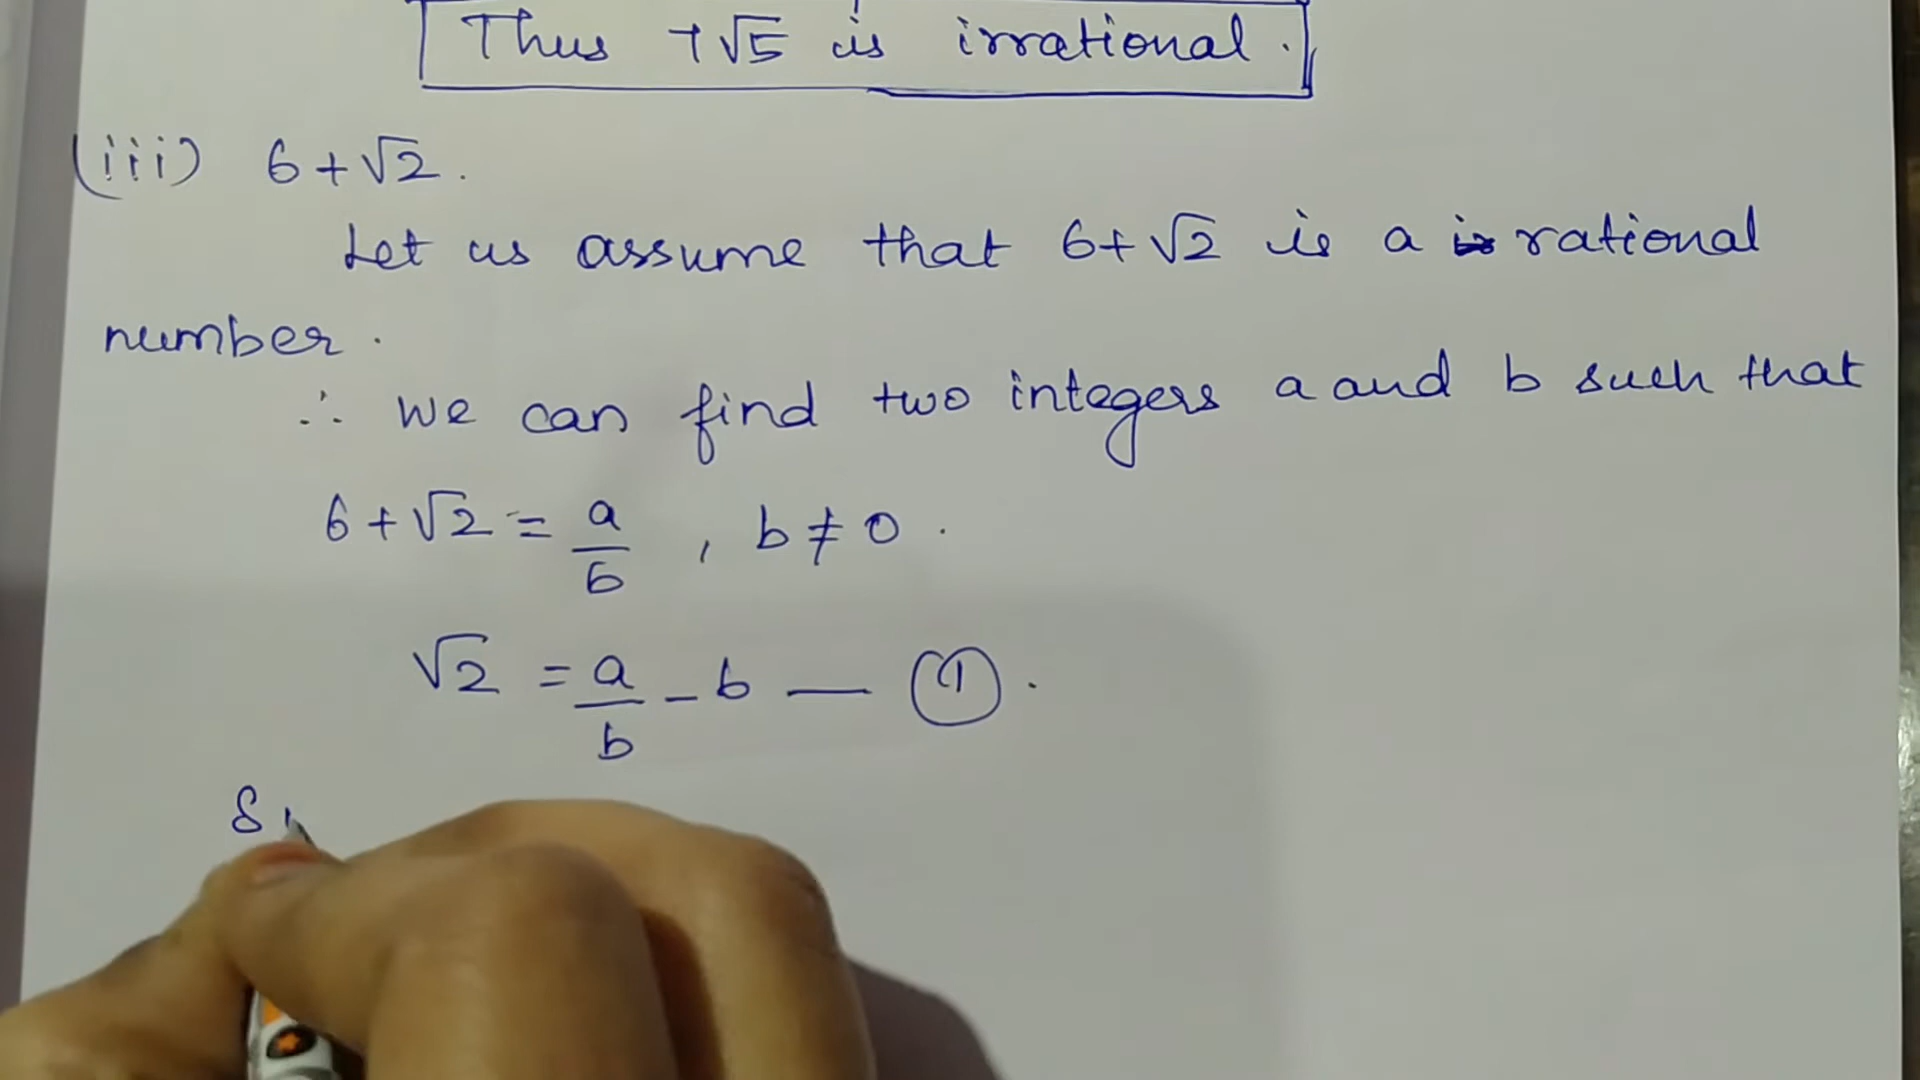 Thus 7√5 is irrational.
(iii) 6+√2.
Let us assume that 6+√2 is a rational
number.
∴ we can find two integers a and b such that
6+√2 = a/b , b≠0.
√2 = a/b - b — ①.